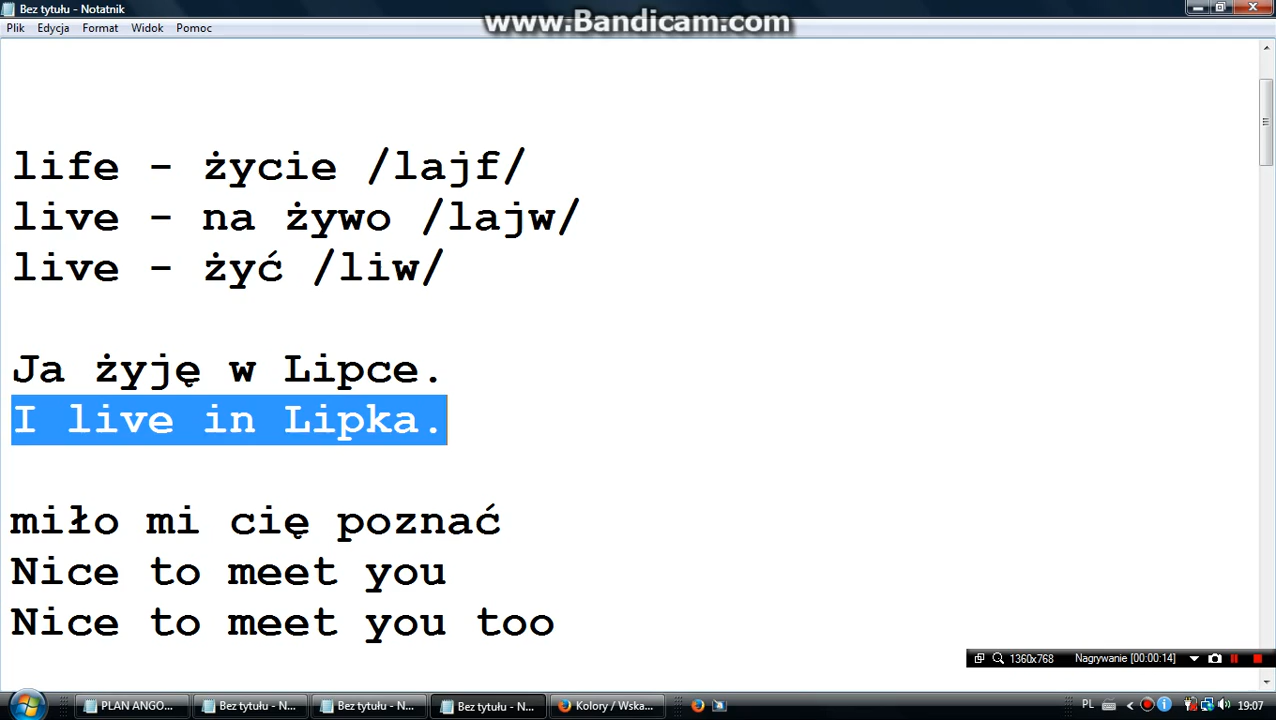 Bez tytułu - Notatnik
www.Bandicam.com
Plik Edycja Format Widok Pomoc
life - życie /lajf/
live - na żywo /lajw/
live - żyć /liw/
Ja żyję w Lipce.
I live in Lipka.
miło mi cię poznać
Nice to meet you
Nice to meet you too
1360x768 Nagrywanie [00:00:14]
PLAN ANGO... Bez tytułu - N... Bez tytułu - N... Bez tytułu - N... Kolory / Wska... PL 19:07